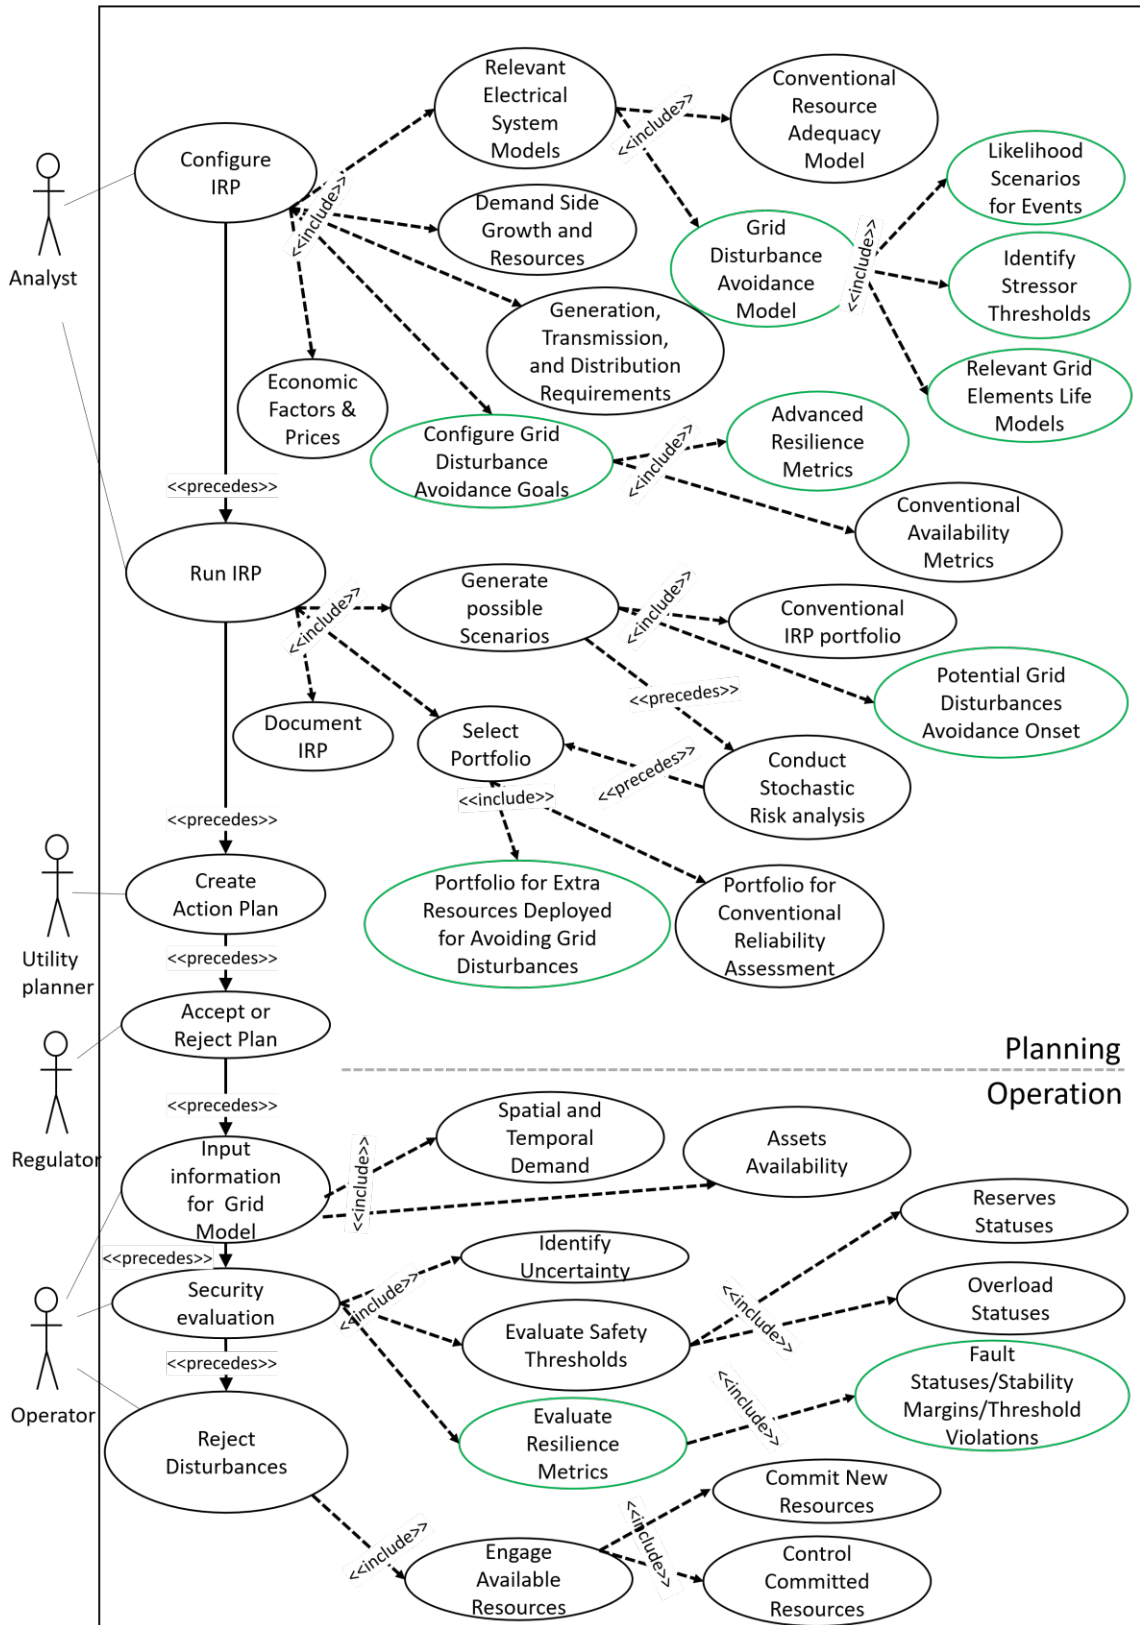 Relevant
Electrical
System
Models
<<include>>
Conventional
Resource
Adequacy
Model
Configure
IRP
<<include>>
Likelihood
Scenarios
for Events
Analyst
Demand Side
Growth and
Resources
Grid
Disturbance
Avoidance
Model
<<include>>
Identify
Stressor
Thresholds
Generation,
Transmission,
and Distribution
Requirements
Relevant Grid
Elements Life
Models
Economic
Factors &
Prices
Configure Grid
Disturbance
Avoidance Goals
<<include>>
Advanced
Resilience
Metrics
<<precedes>>
Conventional
Availability
Metrics
Run IRP
<<include>>
Generate
possible
Scenarios
<<include>>
Conventional
IRP portfolio
<<precedes>>
Potential Grid
Disturbances
Avoidance Onset
Document
IRP
Select
Portfolio
<<precedes>>
Conduct
Stochastic
Risk analysis
<<include>>
<<precedes>>
Create
Action Plan
Portfolio for Extra
Resources Deployed
for Avoiding Grid
Disturbances
Portfolio for
Conventional
Reliability
Assessment
Utility
planner
<<precedes>>
Accept or
Reject Plan
Planning
Operation
Regulator
<<precedes>>
Input
information
for Grid
Model
<<include>>
Spatial and
Temporal
Demand
Assets
Availability
Reserves
Statuses
<<precedes>>
Security
evaluation
<<include>>
Identify
Uncertainty
Evaluate Safety
Thresholds
<<include>>
Overload
Statuses
Operator
<<precedes>>
Reject
Disturbances
Evaluate
Resilience
Metrics
<<include>>
Fault
Statuses/Stability
Margins/Threshold
Violations
<<include>>
Engage
Available
Resources
<<include>>
Commit New
Resources
Control
Committed
Resources